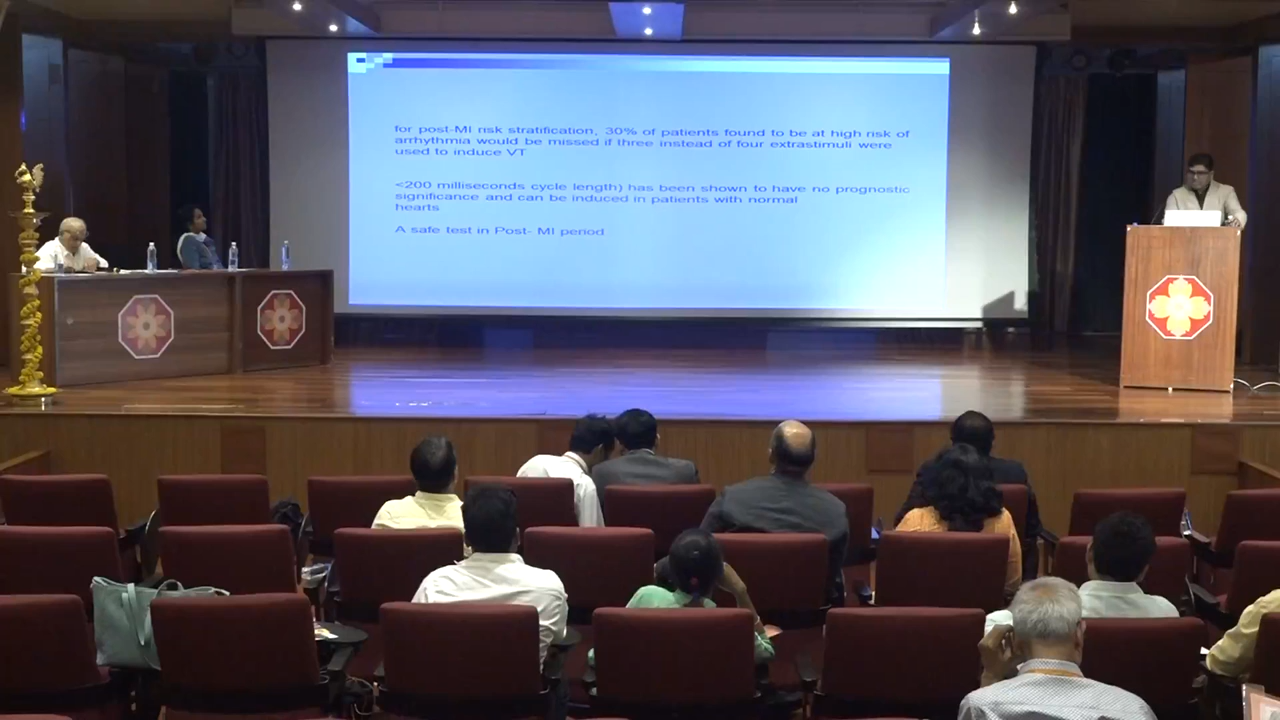 for post-MI risk stratification, 30% of patients found to be at high risk of
arrhythmia would be missed if three instead of four extrastimuli were
used to induce VT
<200 milliseconds cycle length) has been shown to have no prognostic
significance and can be induced in patients with normal
hearts
A safe test in Post- MI period